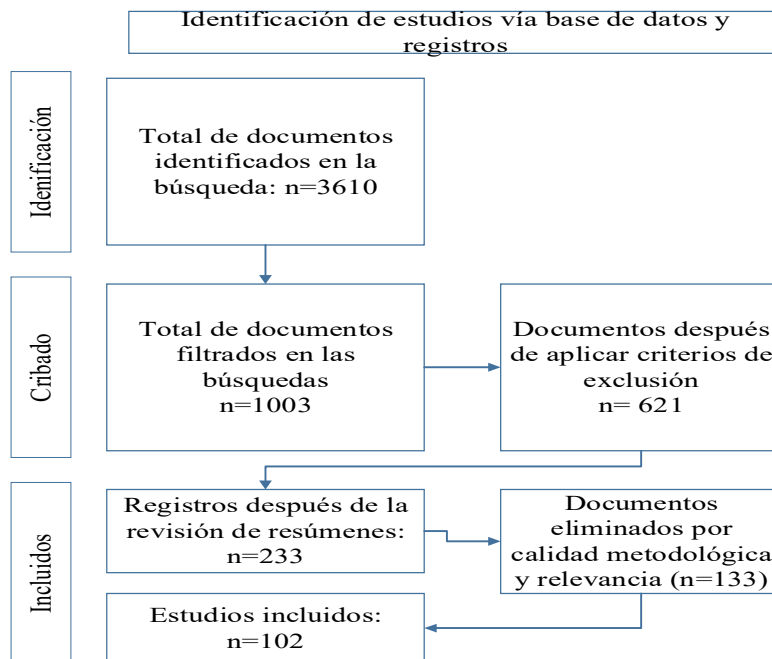 Identificación de estudios vía base de datos y
registros
Idenificación
Total de documentos
identificados en la
búsqueda: n=3610
Cribado
Total de documentos
filtrados en las
búsquedas
n=1003
Documentos después
de aplicar criterios de
exclusión
n= 621
Incluidos
Registros después de la
revisión de resúmenes:
n=233
Documentos
eliminados por
calidad metodológica
y relevancia (n=133)
Estudios incluidos:
n=102